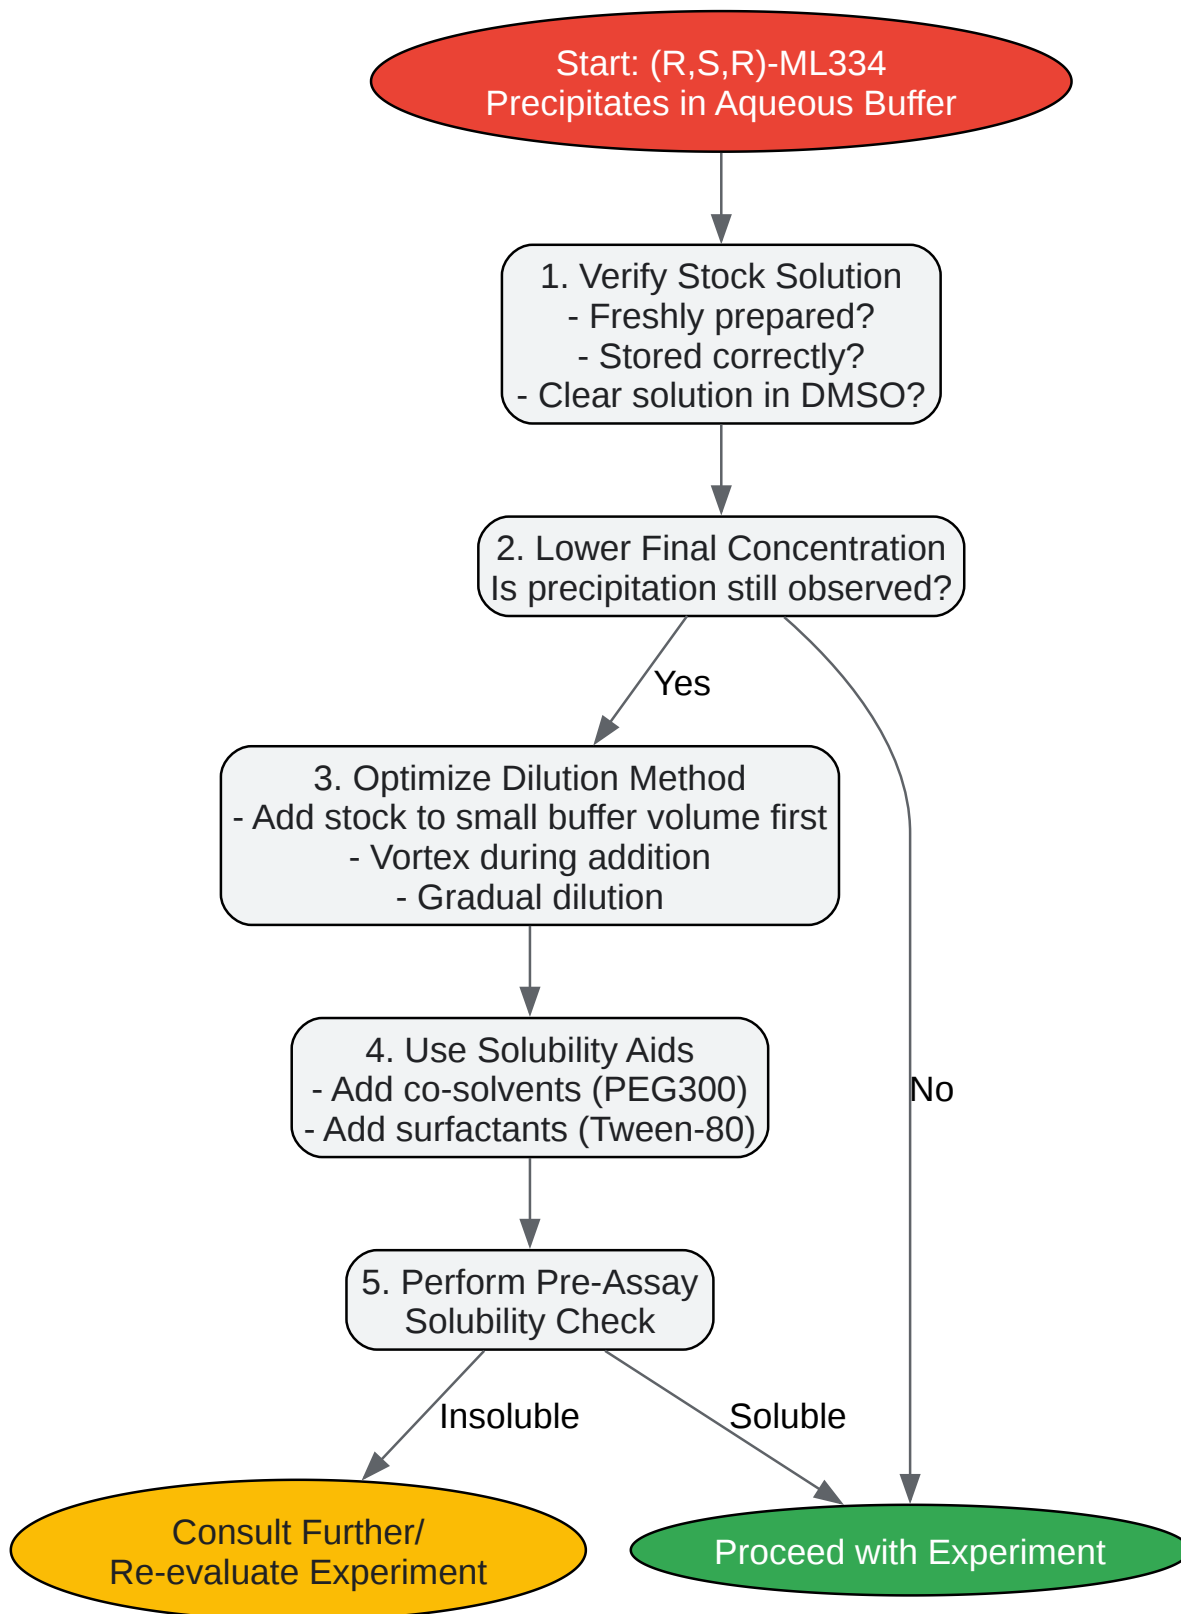 Start: (R,S,R)-ML334
Precipitates in Aqueous Buffer
1. Verify Stock Solution
- Freshly prepared?
- Stored correctly?
- Clear solution in DMSO?
2. Lower Final Concentration
Is precipitation still observed?
Yes
3. Optimize Dilution Method
- Add stock to small buffer volume first
- Vortex during addition
- Gradual dilution
4. Use Solubility Aids
- Add co-solvents (PEG300)
- Add surfactants (Tween-80)
No
5. Perform Pre-Assay
Solubility Check
Insoluble
Soluble
Consult Further/
Re-evaluate Experiment
Proceed with Experiment